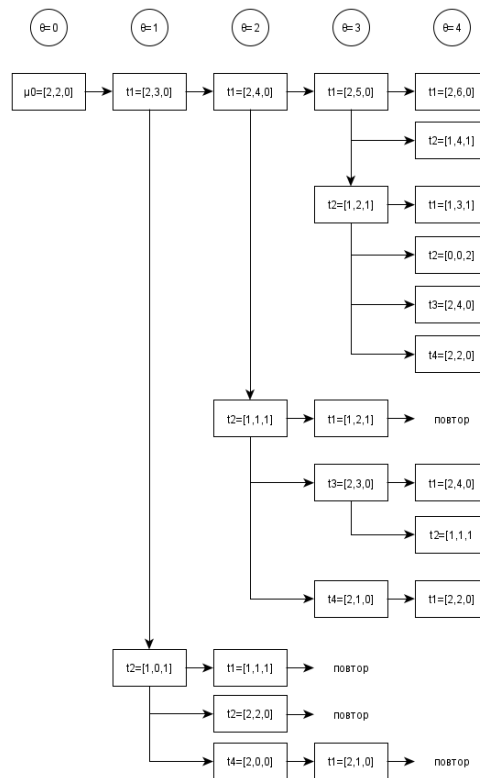 θ=0 θ=1 θ=2 θ=3 θ=4
μ0=[2,2,0] t1=[2,3,0] t1=[2,4,0] t1=[2,5,0] t1=[2,6,0]
t2=[1,4,1]
t2=[1,2,1] t1=[1,3,1]
t2=[0,0,2]
t3=[2,4,0]
t4=[2,2,0]
t2=[1,1,1] t1=[1,2,1] повтор
t3=[2,3,0] t1=[2,4,0]
t2=[1,1,1
t4=[2,1,0] t1=[2,2,0]
t2=[1,0,1] t1=[1,1,1] повтор
t2=[2,2,0] повтор
t4=[2,0,0] t1=[2,1,0] повтор